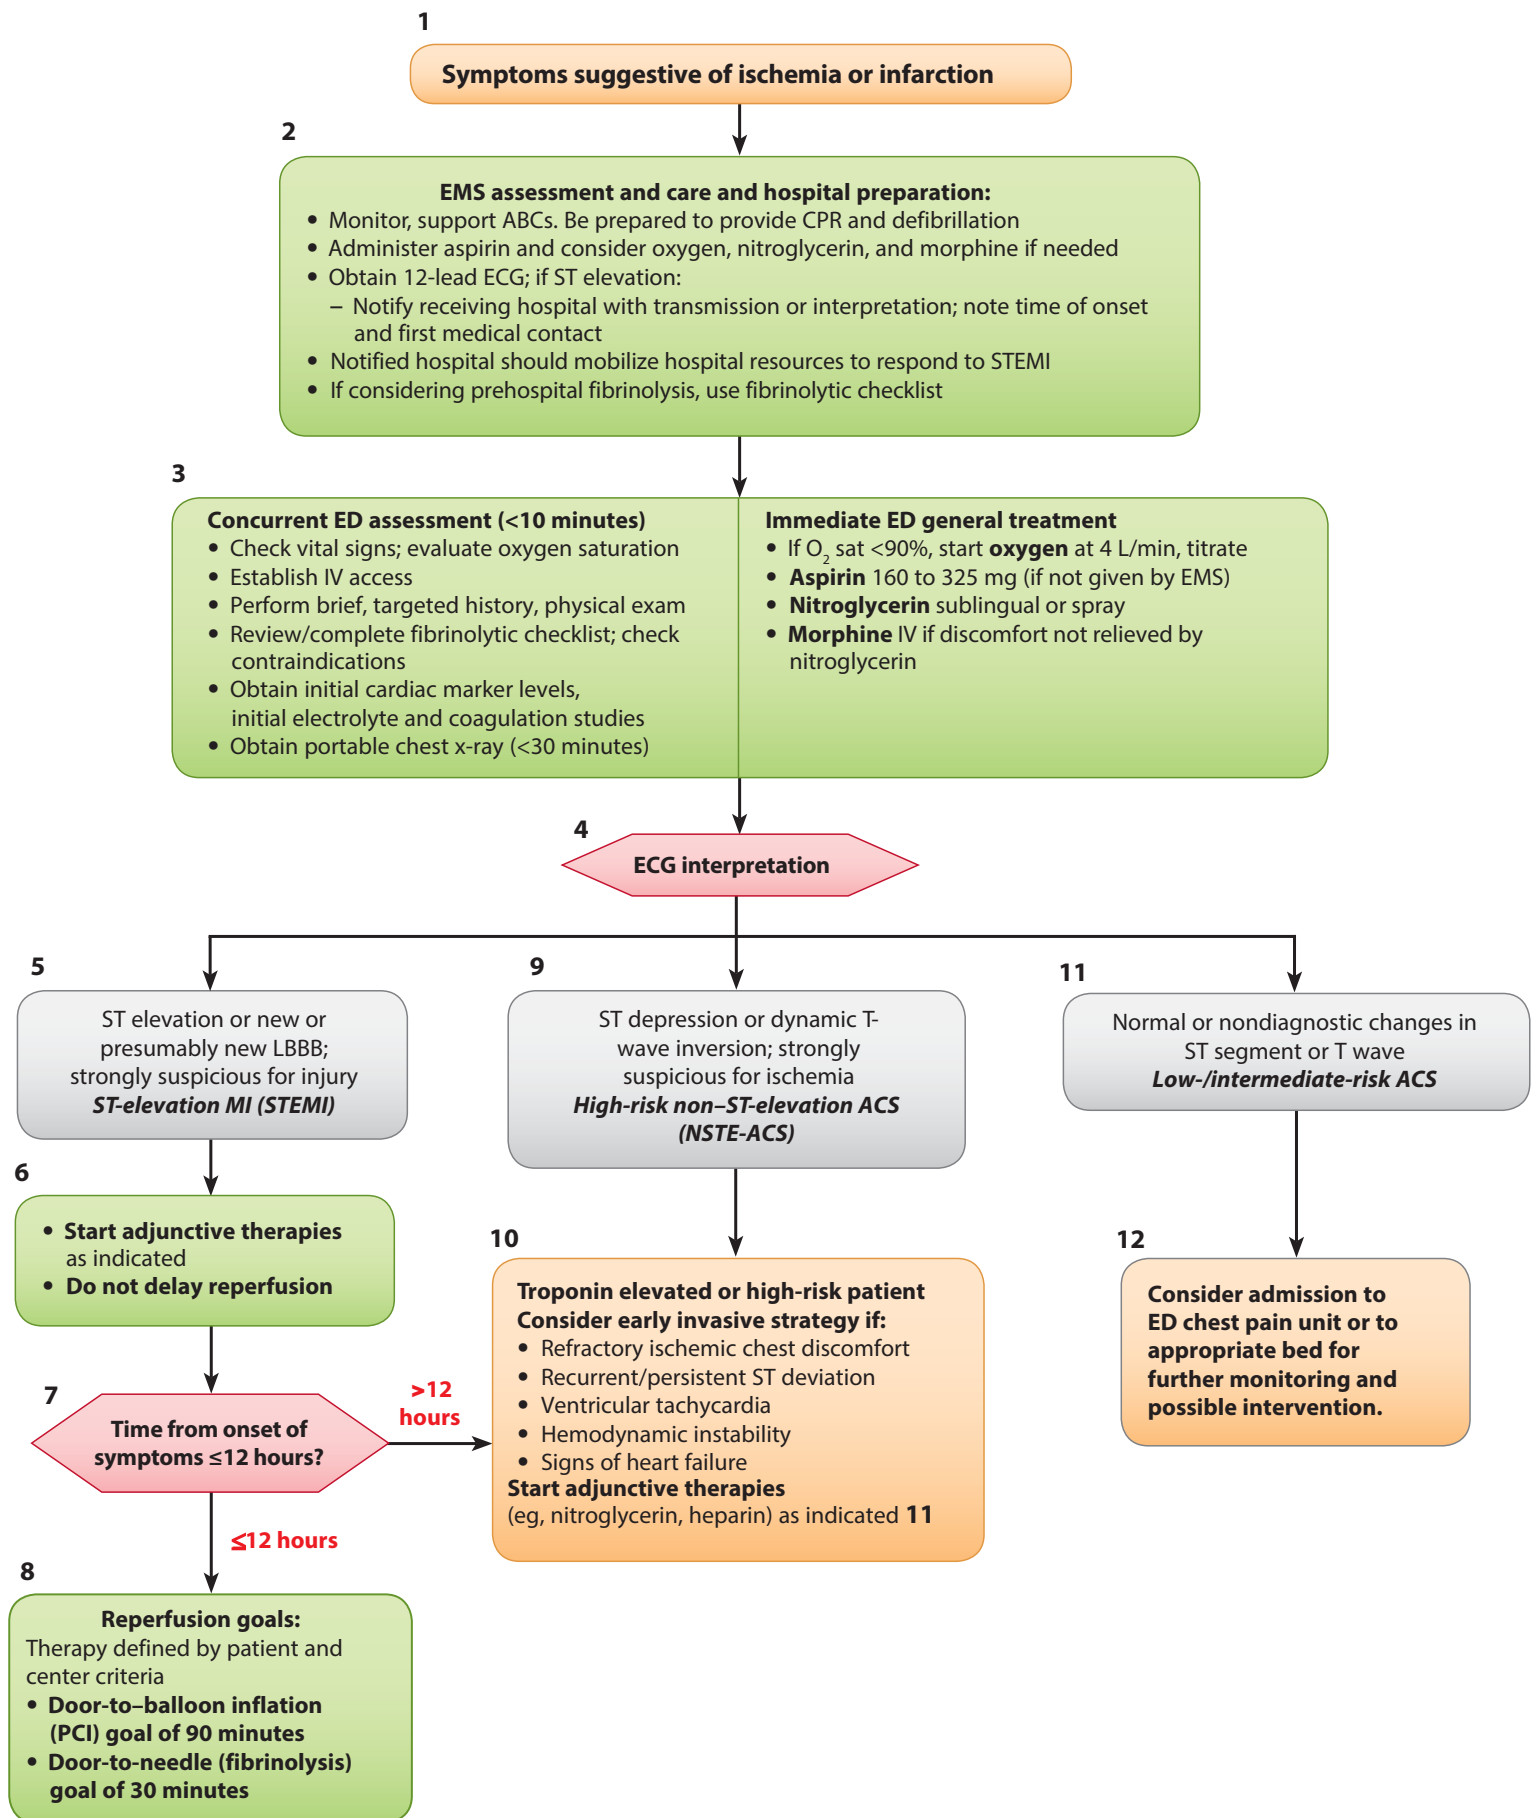 1
Symptoms suggestive of ischemia or infarction
2
EMS assessment and care and hospital preparation:
• Monitor, support ABCs. Be prepared to provide CPR and defibrillation
• Administer aspirin and consider oxygen, nitroglycerin, and morphine if needed
• Obtain 12-lead ECG; if ST elevation:
– Notify receiving hospital with transmission or interpretation; note time of onset
and first medical contact
• Notified hospital should mobilize hospital resources to respond to STEMI
• If considering prehospital fibrinolysis, use fibrinolytic checklist
3
Concurrent ED assessment (<10 minutes)
• Check vital signs; evaluate oxygen saturation
• Establish IV access
• Perform brief, targeted history, physical exam
• Review/complete fibrinolytic checklist; check
contraindications
• Obtain initial cardiac marker levels,
initial electrolyte and coagulation studies
• Obtain portable chest x-ray (<30 minutes)
Immediate ED general treatment
• If O₂ sat <90%, start oxygen at 4 L/min, titrate
• Aspirin 160 to 325 mg (if not given by EMS)
• Nitroglycerin sublingual or spray
• Morphine IV if discomfort not relieved by
nitroglycerin
4
ECG interpretation
5
ST elevation or new or
presumably new LBBB;
strongly suspicious for injury
ST-elevation MI (STEMI)
6
• Start adjunctive therapies
as indicated
• Do not delay reperfusion
7
Time from onset of
symptoms ≤12 hours?
>12
hours
≤12 hours
8
Reperfusion goals:
Therapy defined by patient and
center criteria
• Door-to–balloon inflation
(PCI) goal of 90 minutes
• Door-to-needle (fibrinolysis)
goal of 30 minutes
9
ST depression or dynamic T-
wave inversion; strongly
suspicious for ischemia
High-risk non–ST-elevation ACS
(NSTE-ACS)
10
Troponin elevated or high-risk patient
Consider early invasive strategy if:
• Refractory ischemic chest discomfort
• Recurrent/persistent ST deviation
• Ventricular tachycardia
• Hemodynamic instability
• Signs of heart failure
Start adjunctive therapies
(eg, nitroglycerin, heparin) as indicated 11
11
Normal or nondiagnostic changes in
ST segment or T wave
Low-/intermediate-risk ACS
12
Consider admission to
ED chest pain unit or to
appropriate bed for
further monitoring and
possible intervention.